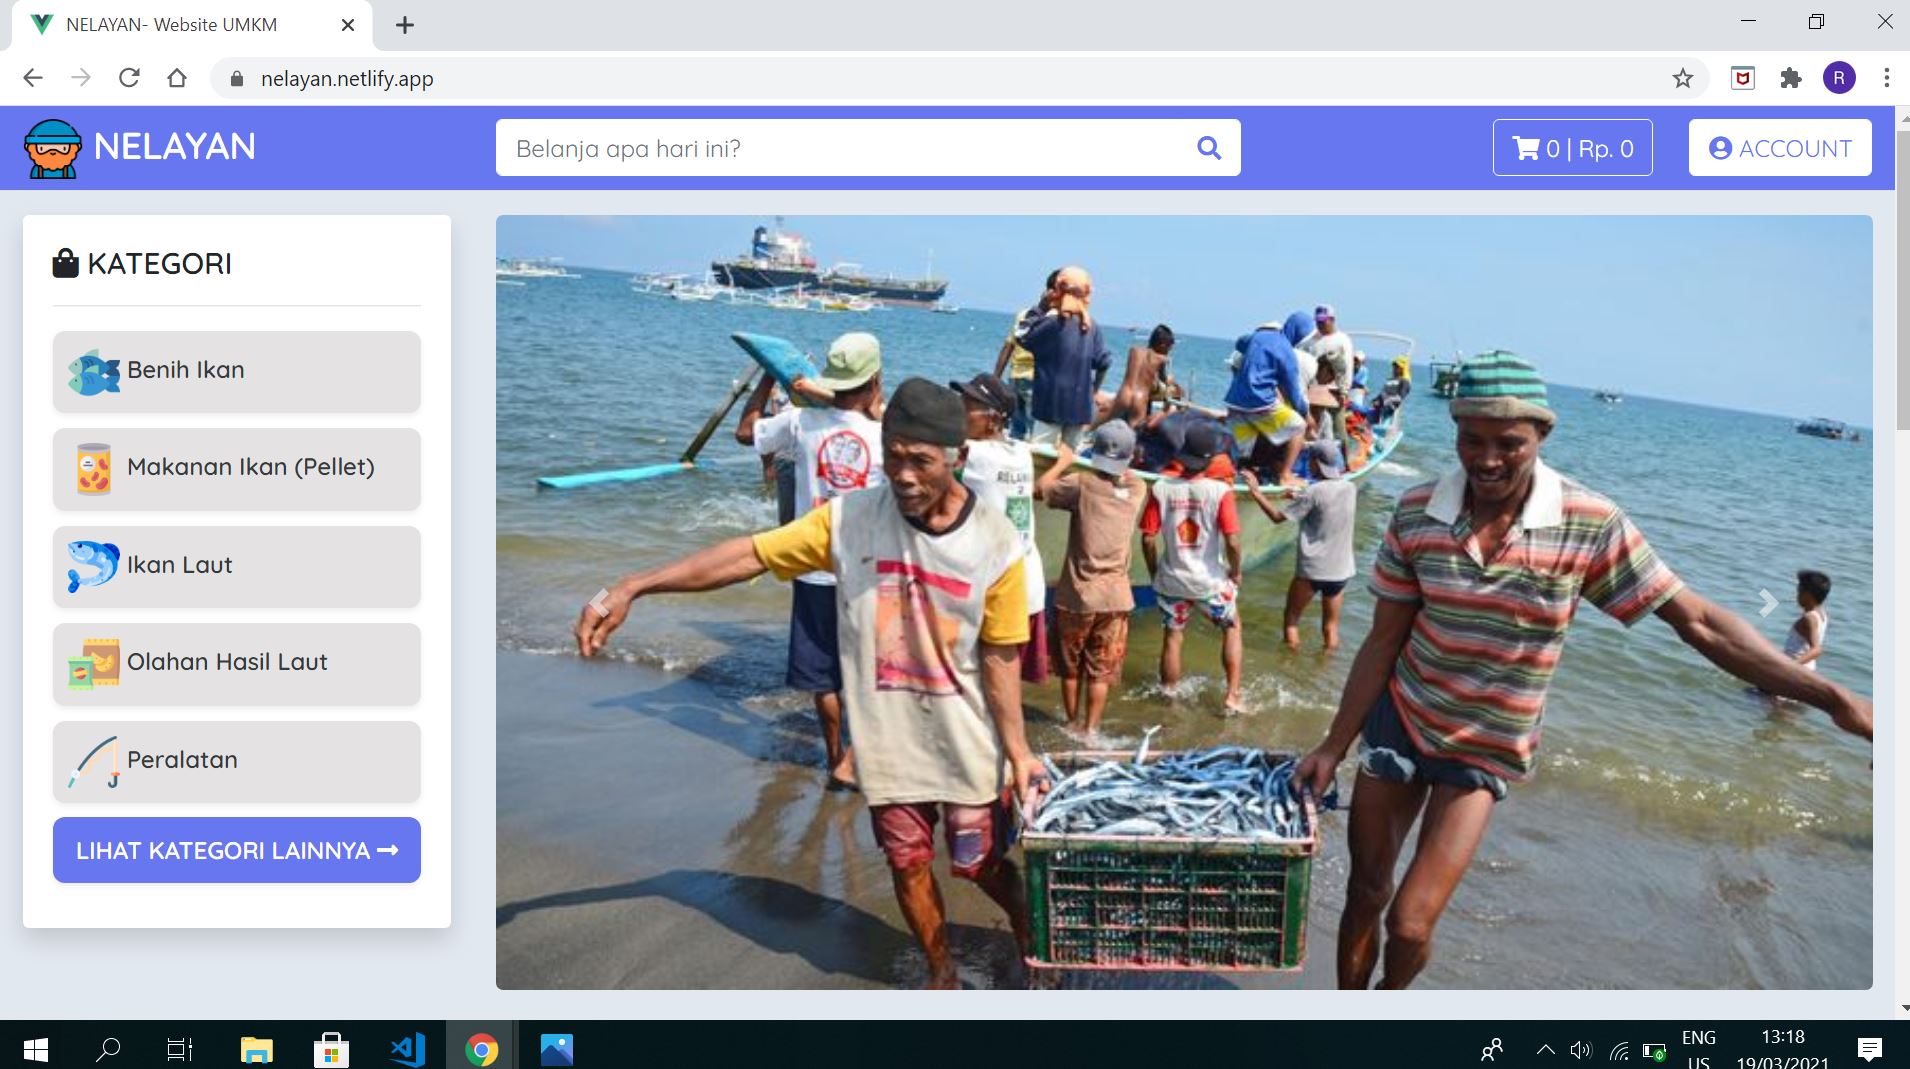 NELAYAN- Website UMKM
nelayan.netlify.app
R
NELAYAN
Belanja apa hari ini?
0 | Rp. 0
ACCOUNT
KATEGORI
Benih Ikan
Makanan Ikan (Pellet)
Ikan Laut
Olahan Hasil Laut
Peralatan
LIHAT KATEGORI LAINNYA
ENG
US
13:18
19/03/2021